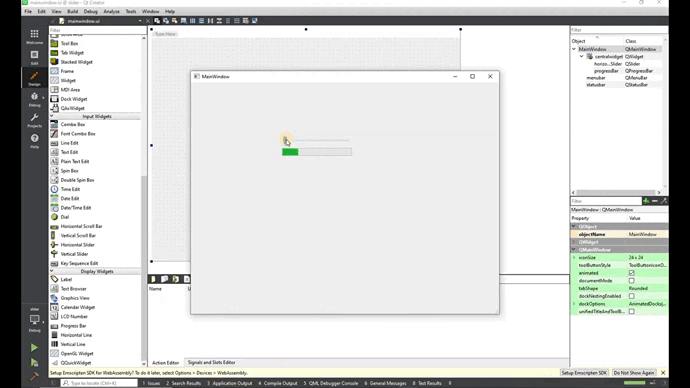 mainwindow.ui @ slider - Qt Creator
File Edit View Build Debug Analyze Tools Window Help
mainwindow.ui
Filter
Tool Box
Tab Widget
Stacked Widget
Frame
Widget
MDI Area
Dock Widget
QAxWidget
Input Widgets
Combo Box
Font Combo Box
Line Edit
Text Edit
Plain Text Edit
Spin Box
Double Spin Box
Time Edit
Date Edit
Date/Time Edit
Dial
Horizontal Scroll Bar
Vertical Scroll Bar
Horizontal Slider
Vertical Slider
Key Sequence Edit
Display Widgets
Label
Text Browser
Graphics View
Calendar Widget
LCD Number
Progress Bar
Horizontal Line
Vertical Line
OpenGL Widget
QQuickWidget
Welcome
Edit
Design
Debug
Projects
Help
slider
Debug
Type Here
MainWindow
Name
Action Editor
Signals and Slots Editor
Filter
Object Class
MainWindow QMainWindow
centralwidget QWidget
horizo...Slider QSlider
progressBar QProgressBar
menubar QMenuBar
statusbar QStatusBar
Filter
MainWindow : QMainWindow
Property Value
QObject
objectName MainWindow
QWidget
QMainWindow
iconSize 24 x 24
toolButtonStyle ToolButtonIconO...
animated
documentMode
tabShape Rounded
dockNestingEnabled
dockOptions AnimatedDocks|...
unifiedTitleAndToolB...
Setup Emscripten SDK for WebAssembly? To do it later, select Options > Devices > WebAssembly.
Setup Emscripten SDK
Do Not Show Again
Type to locate (Ctrl+K)
1 Issues 2 Search Results 3 Application Output 4 Compile Output 5 QML Debugger Console 6 General Messages 8 Test Results